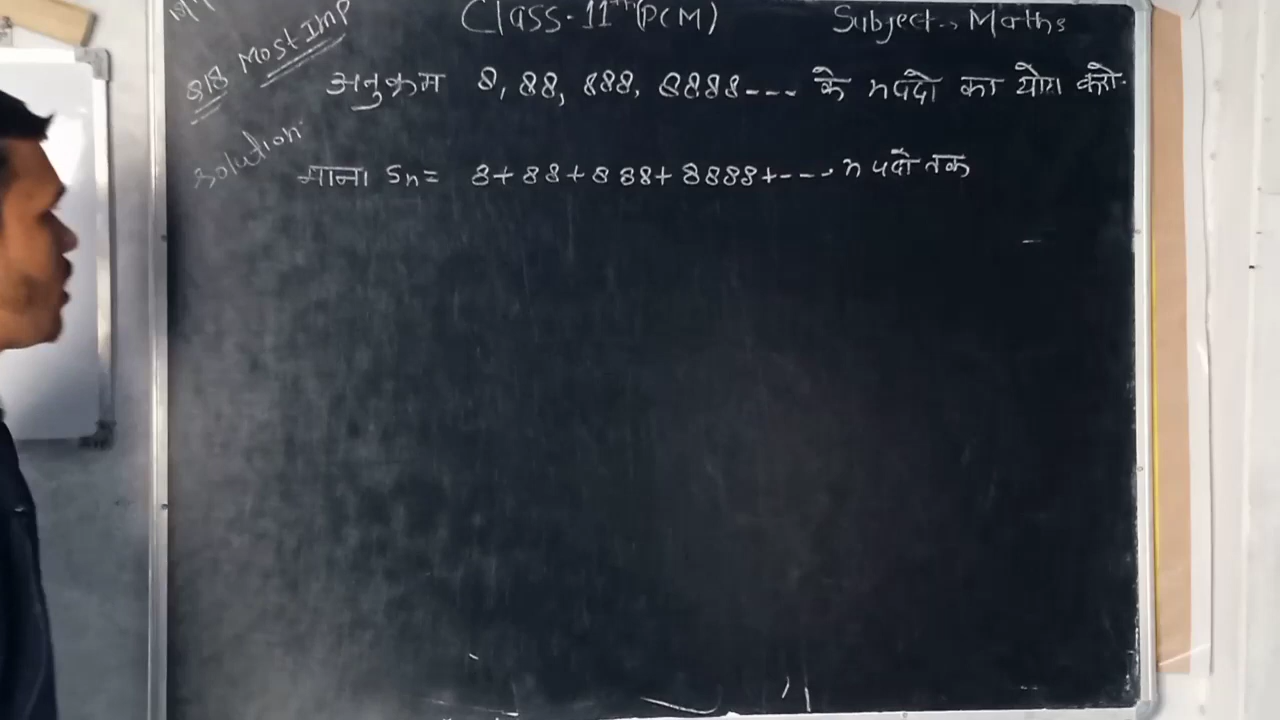 Class-11th (PCM) Subject -> Maths
Most Imp
अनुक्रम 8, 88, 888, 8888--- के n पदो का योग करो.
Solution-
माना Sn = 8+88+888+8888+---- n पदो तक